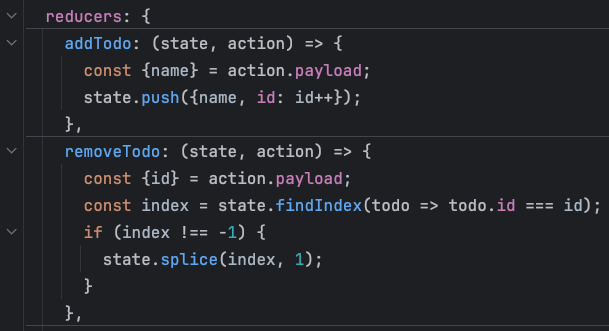 reducers: {
addTodo: (state, action) => {
const {name} = action.payload;
state.push({name, id: id++});
},
removeTodo: (state, action) => {
const {id} = action.payload;
const index = state.findIndex(todo => todo.id === id);
if (index !== -1) {
state.splice(index, 1);
}
},